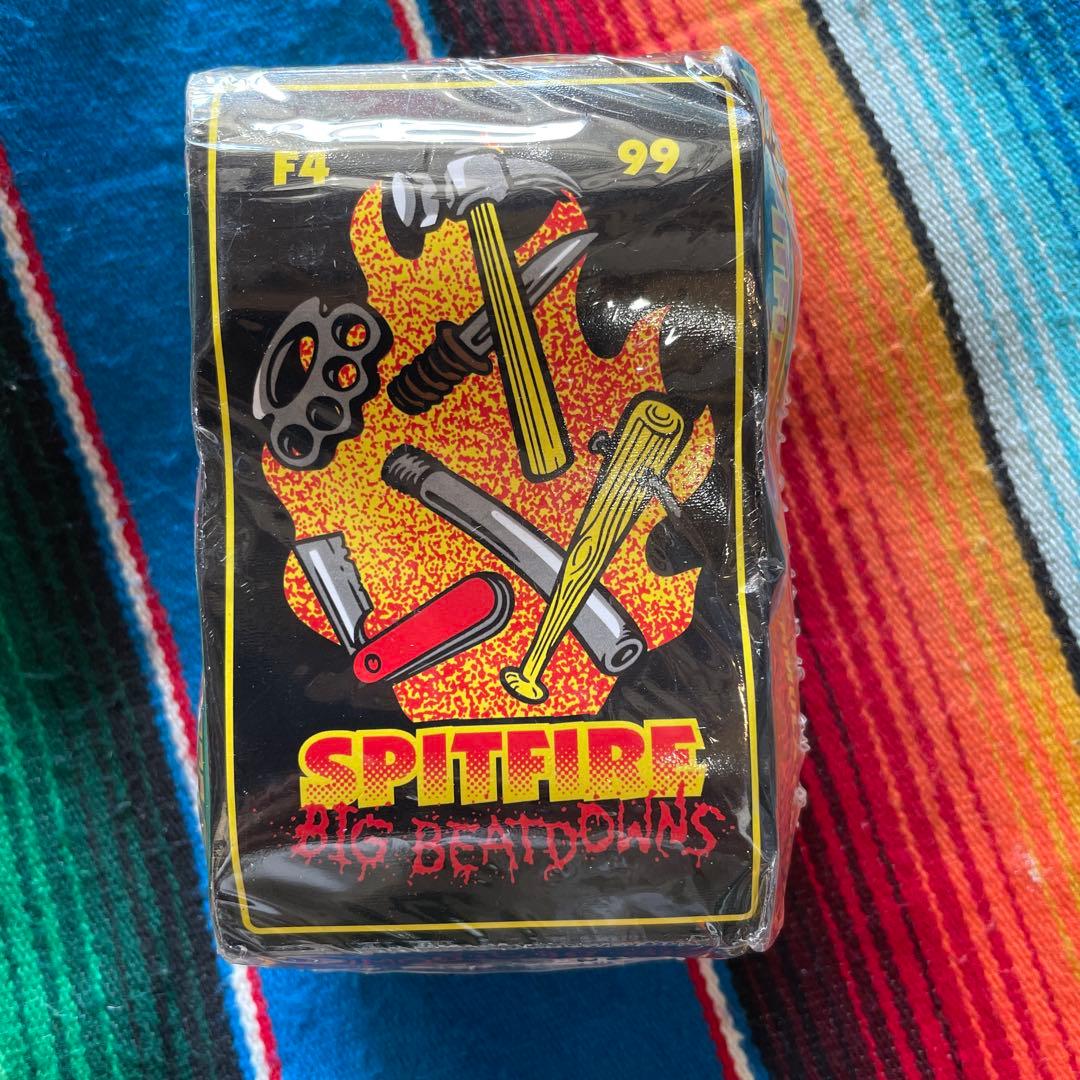 F4 99
SPITFIRE
BIG BEATDOWNS